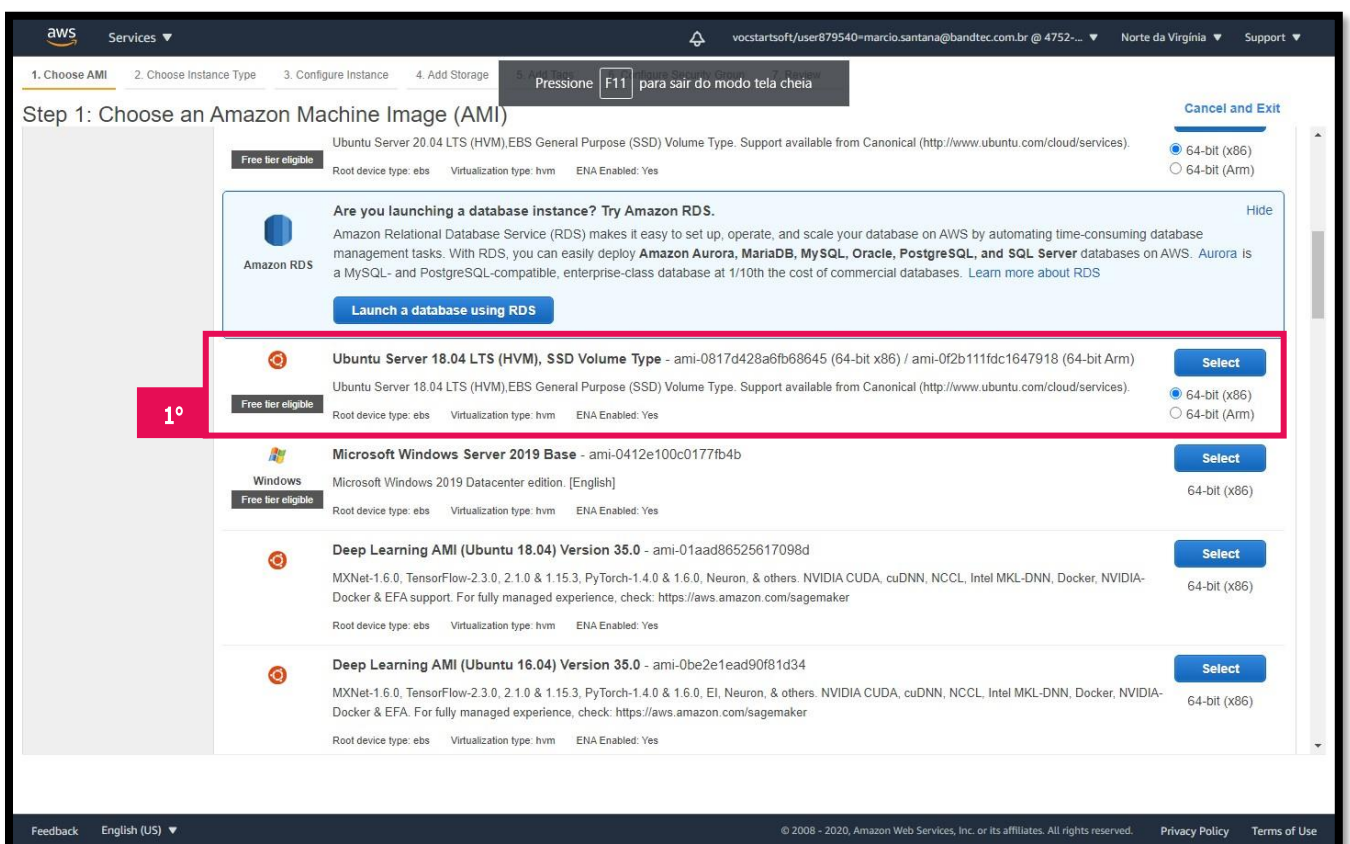 aws
Services ▼
vocstartsoft/user879540=marcio.santana@bandtec.com.br @ 4752-... ▼
Norte da Virgínia ▼
Support ▼
1. Choose AMI
2. Choose Instance Type
3. Configure Instance
4. Add Storage
5. Add Tags
6. Configure Security Group
7. Review
Pressione F11 para sair do modo tela cheia
Step 1: Choose an Amazon Machine Image (AMI)
Cancel and Exit
Ubuntu Server 20.04 LTS (HVM),EBS General Purpose (SSD) Volume Type. Support available from Canonical (http://www.ubuntu.com/cloud/services).
Free tier eligible
Root device type: ebs Virtualization type: hvm ENA Enabled: Yes
64-bit (x86)
64-bit (Arm)
Are you launching a database instance? Try Amazon RDS.
Hide
Amazon RDS
Amazon Relational Database Service (RDS) makes it easy to set up, operate, and scale your database on AWS by automating time-consuming database
management tasks. With RDS, you can easily deploy Amazon Aurora, MariaDB, MySQL, Oracle, PostgreSQL, and SQL Server databases on AWS. Aurora is
a MySQL- and PostgreSQL-compatible, enterprise-class database at 1/10th the cost of commercial databases. Learn more about RDS
Launch a database using RDS
1º
Ubuntu Server 18.04 LTS (HVM), SSD Volume Type - ami-0817d428a6fb68645 (64-bit x86) / ami-0f2b111fdc1647918 (64-bit Arm)
Select
Ubuntu Server 18.04 LTS (HVM),EBS General Purpose (SSD) Volume Type. Support available from Canonical (http://www.ubuntu.com/cloud/services).
Free tier eligible
Root device type: ebs Virtualization type: hvm ENA Enabled: Yes
64-bit (x86)
64-bit (Arm)
Microsoft Windows Server 2019 Base - ami-0412e100c0177fb4b
Select
Windows
Microsoft Windows 2019 Datacenter edition. [English]
Free tier eligible
Root device type: ebs Virtualization type: hvm ENA Enabled: Yes
64-bit (x86)
Deep Learning AMI (Ubuntu 18.04) Version 35.0 - ami-01aad86525617098d
Select
MXNet-1.6.0, TensorFlow-2.3.0, 2.1.0 & 1.15.3, PyTorch-1.4.0 & 1.6.0, Neuron, & others. NVIDIA CUDA, cuDNN, NCCL, Intel MKL-DNN, Docker, NVIDIA-
Docker & EFA support. For fully managed experience, check: https://aws.amazon.com/sagemaker
64-bit (x86)
Root device type: ebs Virtualization type: hvm ENA Enabled: Yes
Deep Learning AMI (Ubuntu 16.04) Version 35.0 - ami-0be2e1ead90f81d34
Select
MXNet-1.6.0, TensorFlow-2.3.0, 2.1.0 & 1.15.3, PyTorch-1.4.0 & 1.6.0, EI, Neuron, & others. NVIDIA CUDA, cuDNN, NCCL, Intel MKL-DNN, Docker, NVIDIA-
Docker & EFA. For fully managed experience, check: https://aws.amazon.com/sagemaker
64-bit (x86)
Root device type: ebs Virtualization type: hvm ENA Enabled: Yes
Feedback
English (US) ▼
© 2008 - 2020, Amazon Web Services, Inc. or its affiliates. All rights reserved.
Privacy Policy
Terms of Use